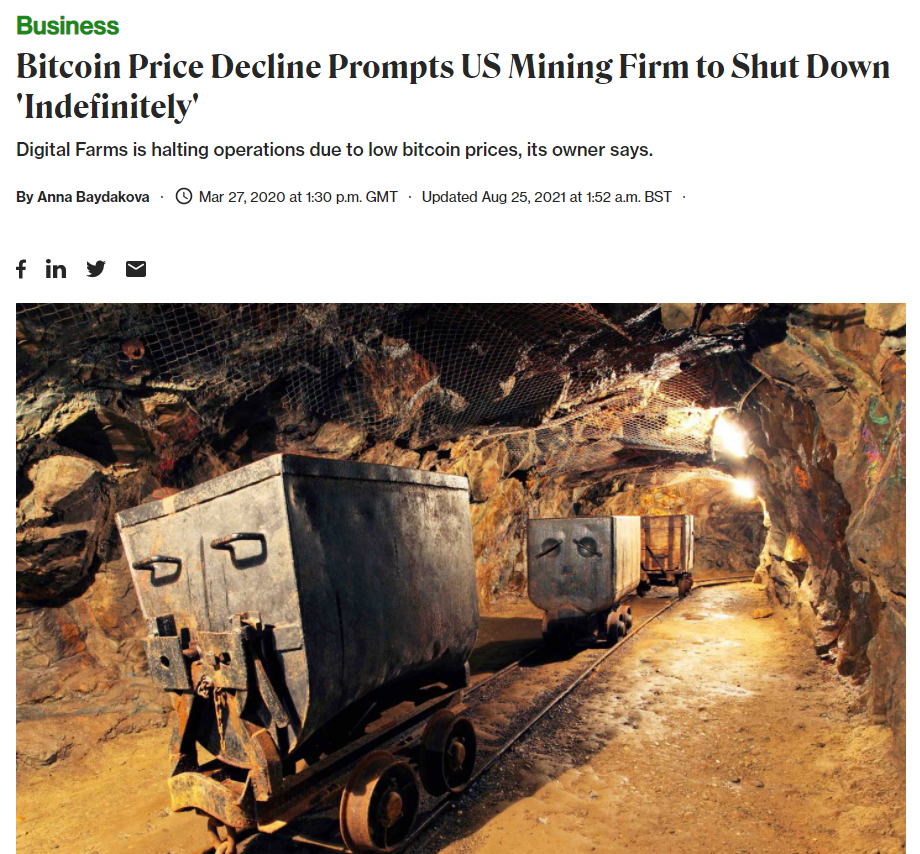 Business
Bitcoin Price Decline Prompts US Mining Firm to Shut Down
'Indefinitely'
Digital Farms is halting operations due to low bitcoin prices, its owner says.
By Anna Baydakova · Mar 27, 2020 at 1:30 p.m. GMT · Updated Aug 25, 2021 at 1:52 a.m. BST ·